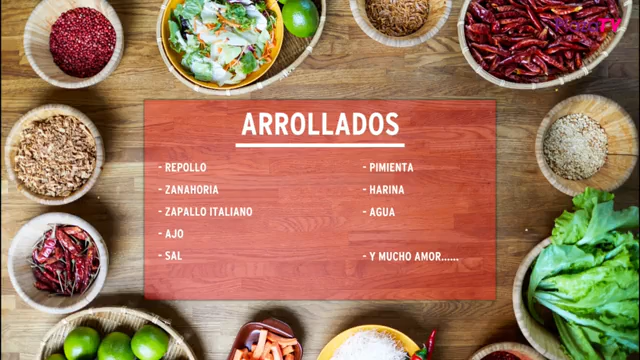 ARROLLADOS
- REPOLLO
- ZANAHORIA
- ZAPALLO ITALIANO
- AJO
- SAL
- PIMIENTA
- HARINA
- AGUA
- Y MUCHO AMOR......